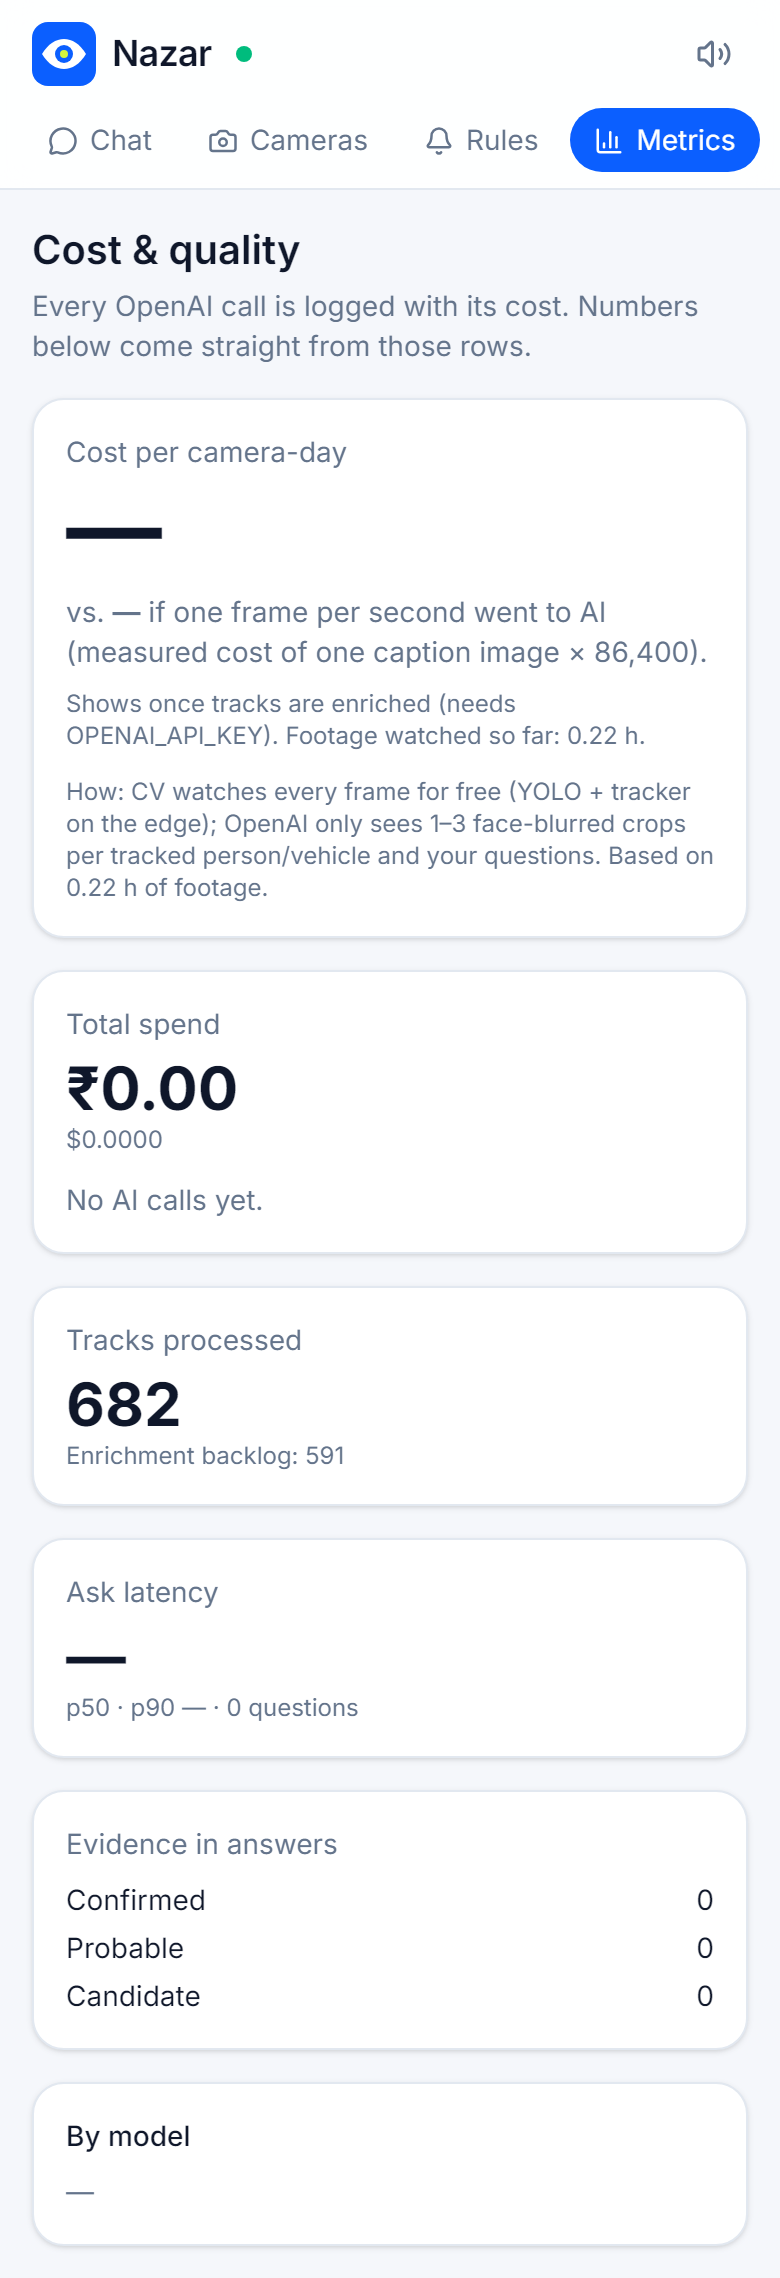 Nazar
Chat
Cameras
Rules
Metrics
Cost & quality
Every OpenAI call is logged with its cost. Numbers
below come straight from those rows.
Cost per camera-day
—
vs. — if one frame per second went to AI
(measured cost of one caption image × 86,400).
Shows once tracks are enriched (needs
OPENAI_API_KEY). Footage watched so far: 0.22 h.
How: CV watches every frame for free (YOLO + tracker
on the edge); OpenAI only sees 1–3 face-blurred crops
per tracked person/vehicle and your questions. Based on
0.22 h of footage.
Total spend
₹0.00
$0.0000
No AI calls yet.
Tracks processed
682
Enrichment backlog: 591
Ask latency
—
p50 · p90 — · 0 questions
Evidence in answers
Confirmed 0
Probable 0
Candidate 0
By model
—